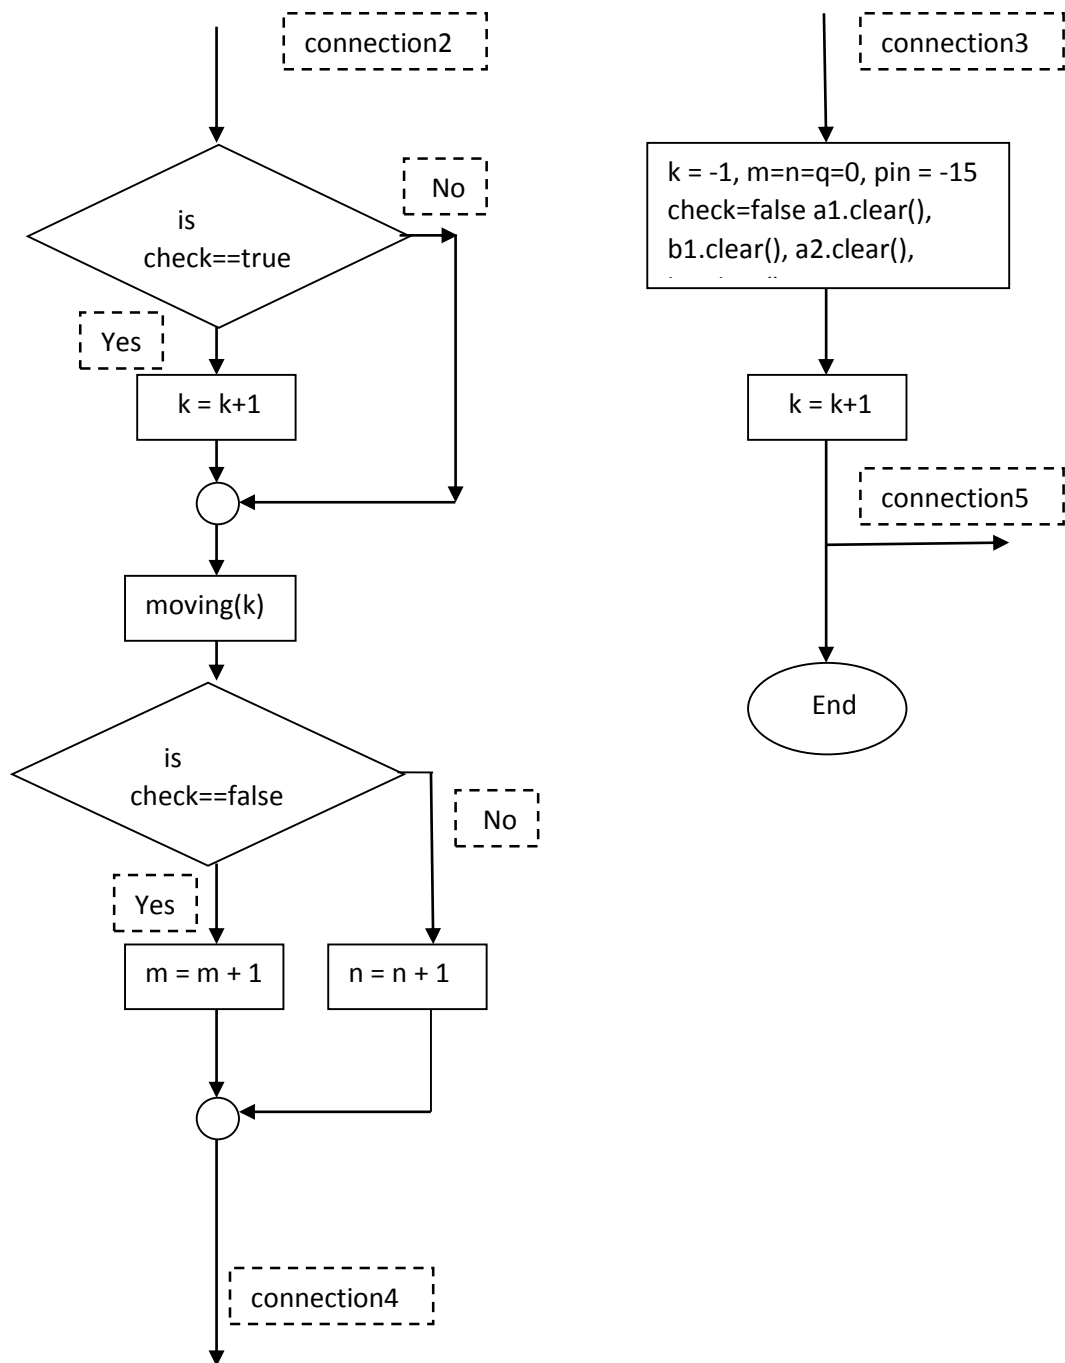 connection2
is
check==true
No
Yes
k = k+1
moving(k)
is
check==false
No
Yes
m = m + 1
n = n + 1
connection4
connection3
k = -1, m=n=q=0, pin = -15
check=false a1.clear(),
b1.clear(), a2.clear(),
k = k+1
connection5
End